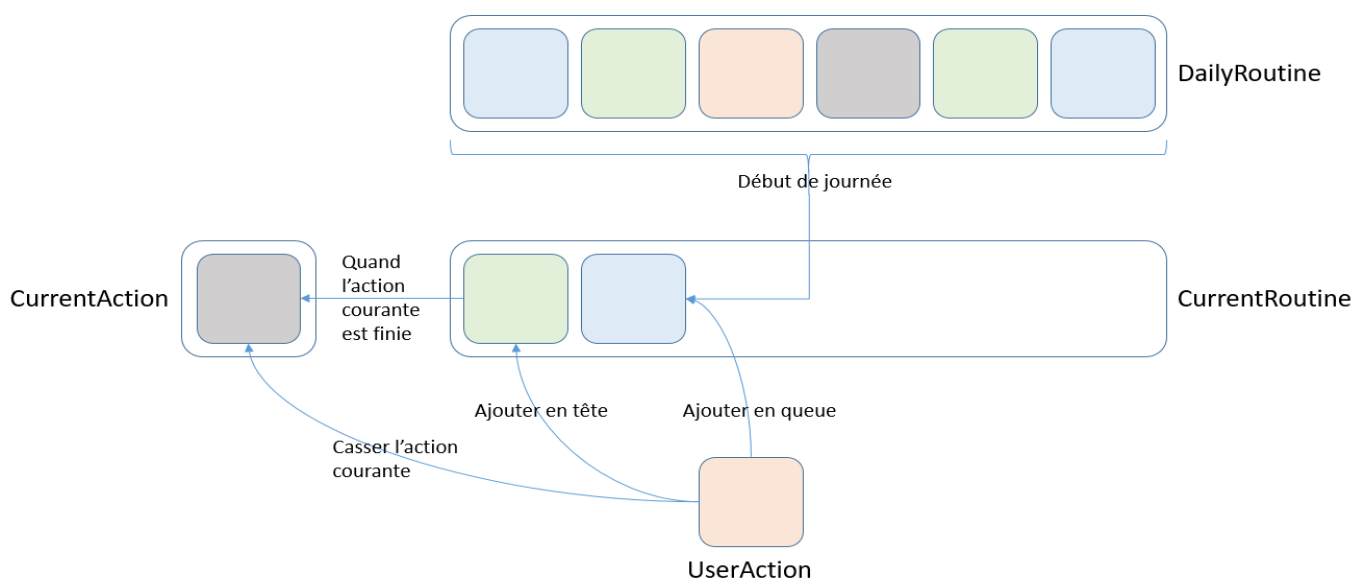 DailyRoutine
Début de journée
Quand
l’action
courante
est finie
CurrentAction
CurrentRoutine
Ajouter en tête
Ajouter en queue
Casser l’action
courante
UserAction